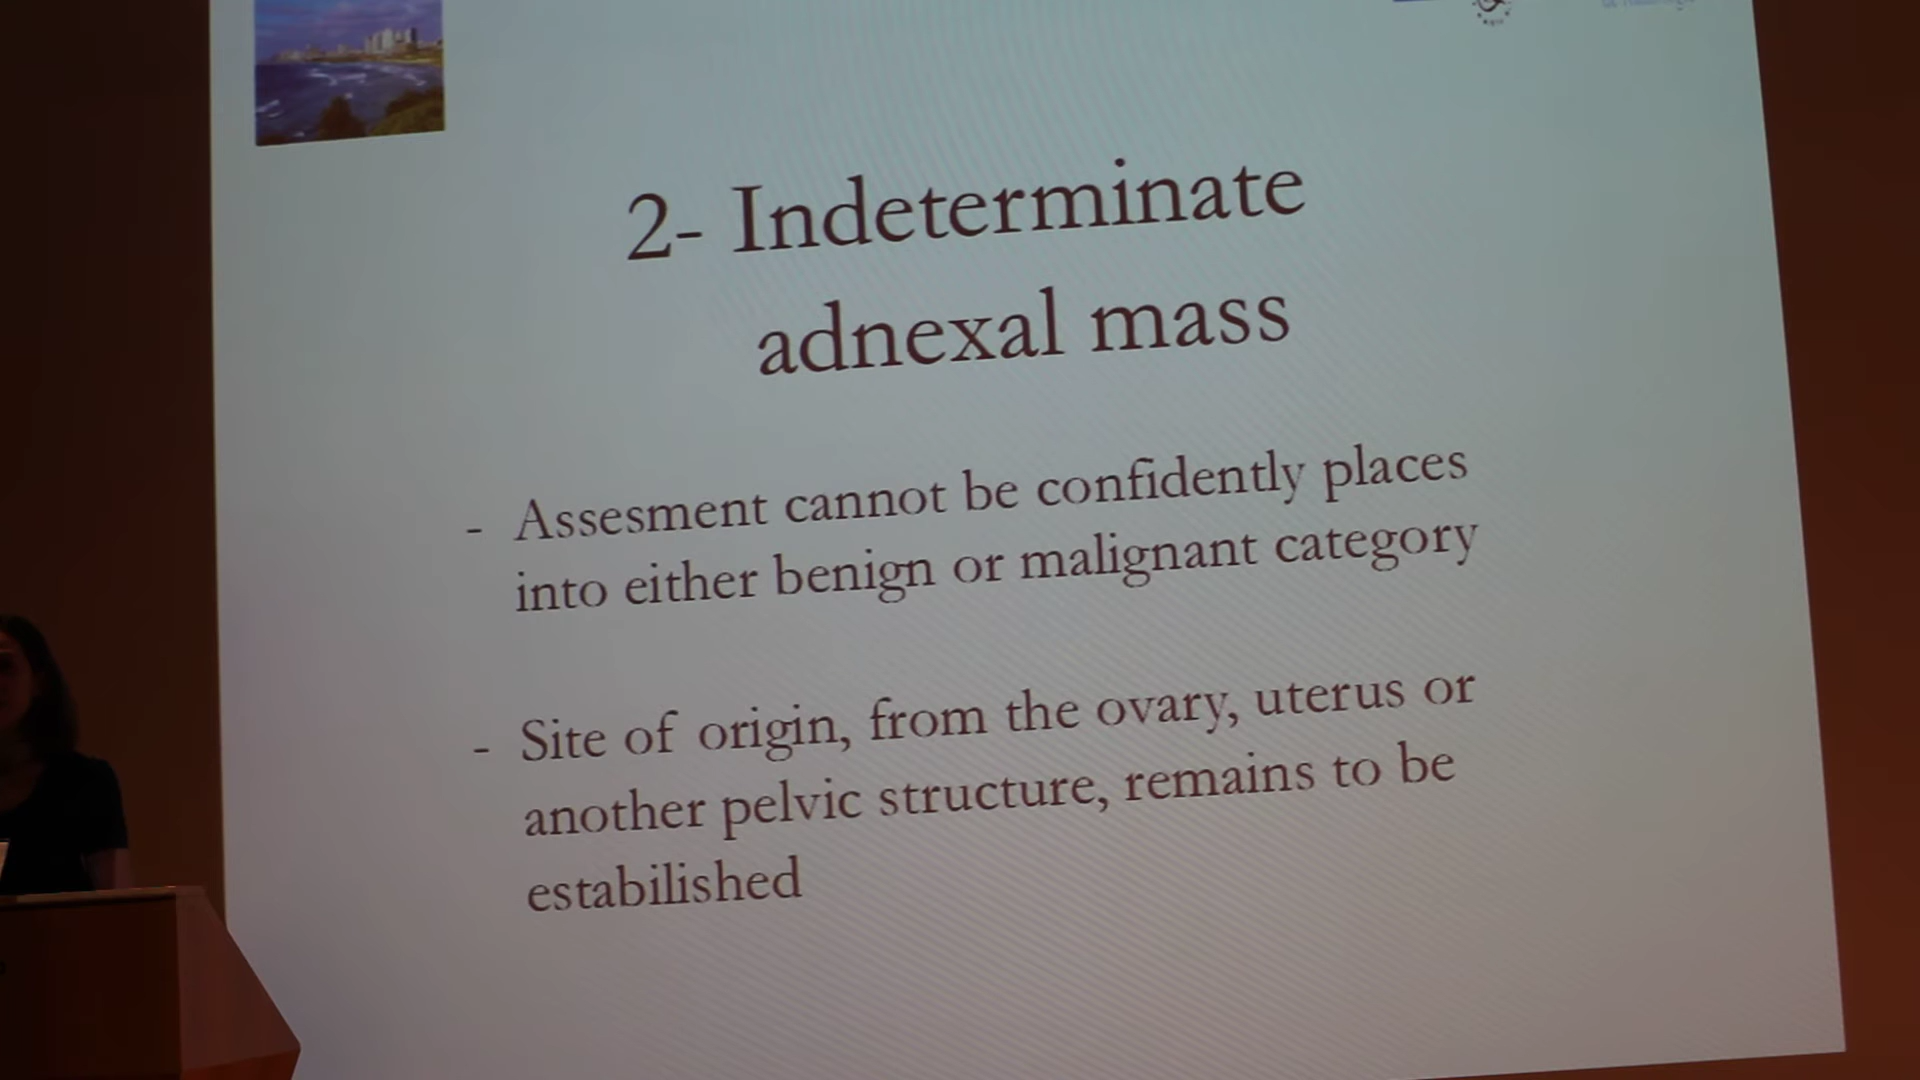 2- Indeterminate
adnexal mass
- Assesment cannot be confidently places
into either benign or malignant category
- Site of origin, from the ovary, uterus or
another pelvic structure, remains to be
estabilished